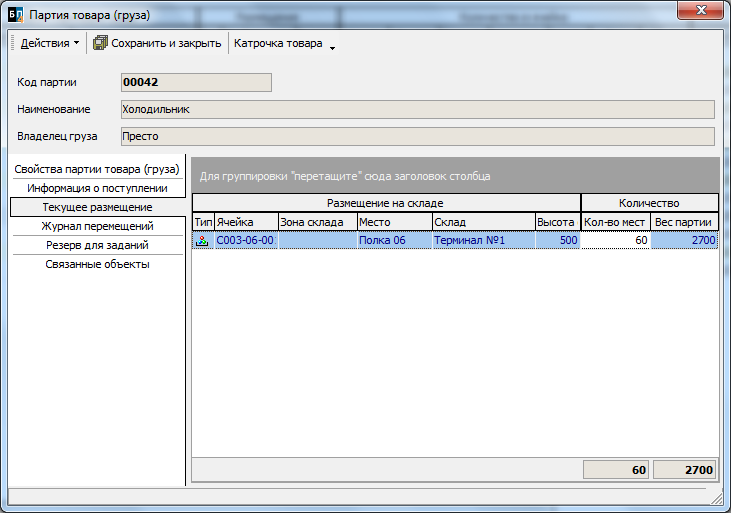 БП Партия товара (груза)
Действия Сохранить и закрыть Катрочка товара
Код партии 00042
Наименование Холодильник
Владелец груза Престо
Свойства партии товара (груза)
Информация о поступлении
Текущее размещение
Журнал перемещений
Резерв для заданий
Связанные объекты
Для группировки "перетащите" сюда заголовок столбца
Размещение на складе Количество
Тип Ячейка Зона склада Место Склад Высота Кол-во мест Вес партии
C003-06-00 Полка 06 Терминал №1 500 60 2700
60 2700